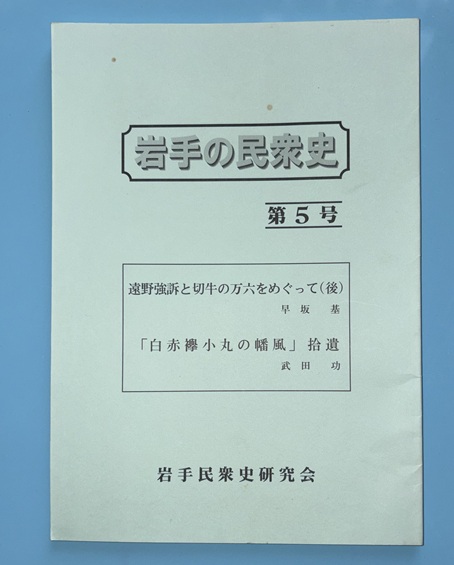 岩手の民衆史
第5号
遠野強訴と切牛の万六をめぐって(後)
早坂 基
「白赤襷小丸の幡風」拾遺
武田 功
岩手民衆史研究会